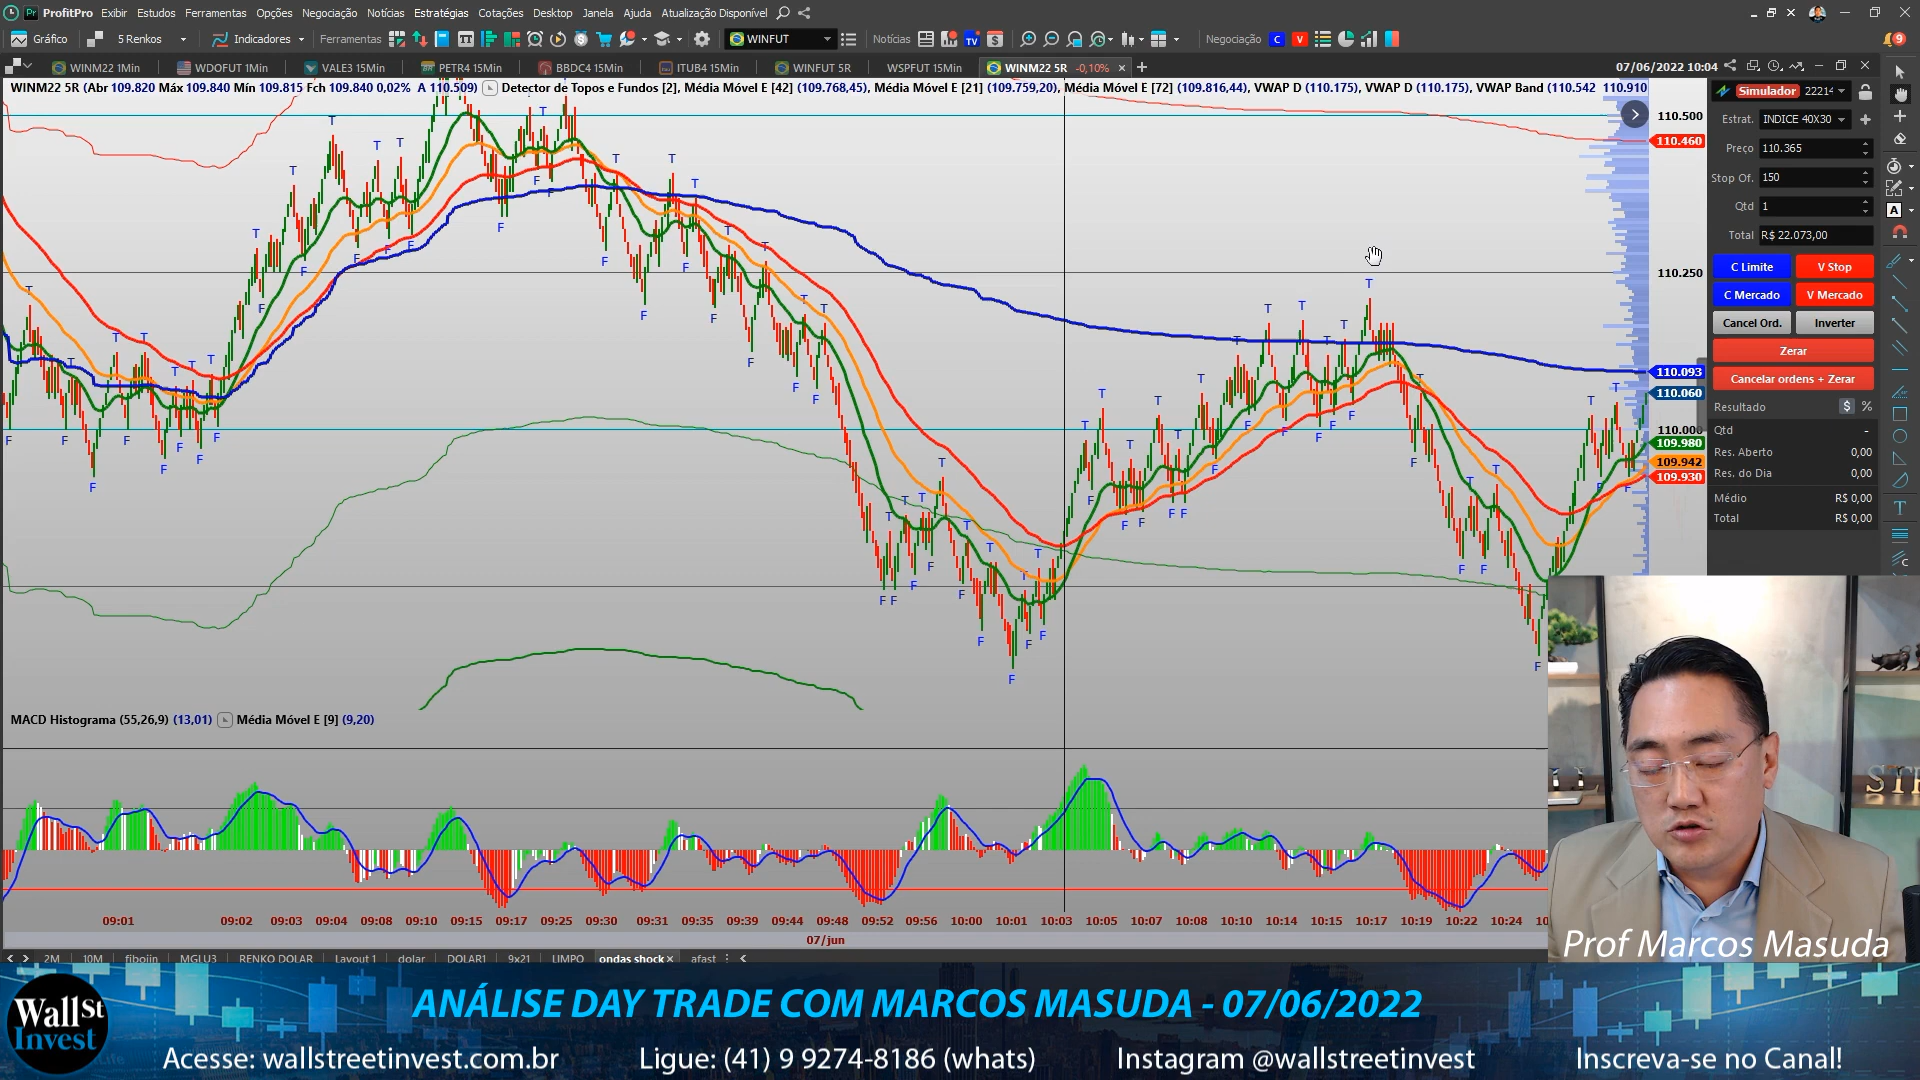 ProfitPro Exibir Estudos Ferramentas Opções Negociação Notícias Estratégias Cotações Desktop Janela Ajuda Atualização Disponível
Gráfico 5 Renkos Indicadores Ferramentas WINFUT Notícias Negociação C V 9
WINM22 1Min WDOFUT 1Min VALE3 15Min PETR4 15Min BBDC4 15Min ITUB4 15Min WINFUT 5R WSPFUT 15Min WINM22 5R -0,10% 07/06/2022 10:04
WINM22 5R (Abr 109.820 Máx 109.840 Mín 109.815 Fch 109.840 0,02% A 110.509) Detector de Topos e Fundos [2], Média Móvel E [42] (109.768,45), Média Móvel E [21] (109.759,20), Média Móvel E [72] (109.816,44), VWAP D (110.175), VWAP D (110.175), VWAP Band (110.542 110.910
110.500
110.460
110.250
110.093
110.060
110.000
109.980
109.942
109.930
Simulador 22214
Estrat. INDICE 40X30
Preço 110.365
Stop Of. 150
Qtd 1
Total R$ 22.073,00
C Limite V Stop
C Mercado V Mercado
Cancel Ord. Inverter
Zerar
Cancelar ordens + Zerar
Resultado $ %
Qtd -
Res. Aberto 0,00
Res. do Dia 0,00
Médio R$ 0,00
Total R$ 0,00
MACD Histograma (55,26,9) (13,01) Média Móvel E [9] (9,20)
09:01 09:02 09:03 09:04 09:08 09:10 09:15 09:17 09:25 09:30 09:31 09:35 09:39 09:44 09:48 09:52 09:56 10:00 10:01 10:03 10:05 10:07 10:08 10:10 10:14 10:15 10:17 10:19 10:22 10:24
07/jun
2M 10M fibojin MGLU3 RENKO DOLAR Layout 1 dolar DOLAR1 9x21 LIMPO ondas shock afast
Prof Marcos Masuda
Wall St Invest
ANÁLISE DAY TRADE COM MARCOS MASUDA - 07/06/2022
Acesse: wallstreetinvest.com.br Ligue: (41) 9 9274-8186 (whats) Instagram @wallstreetinvest Inscreva-se no Canal!